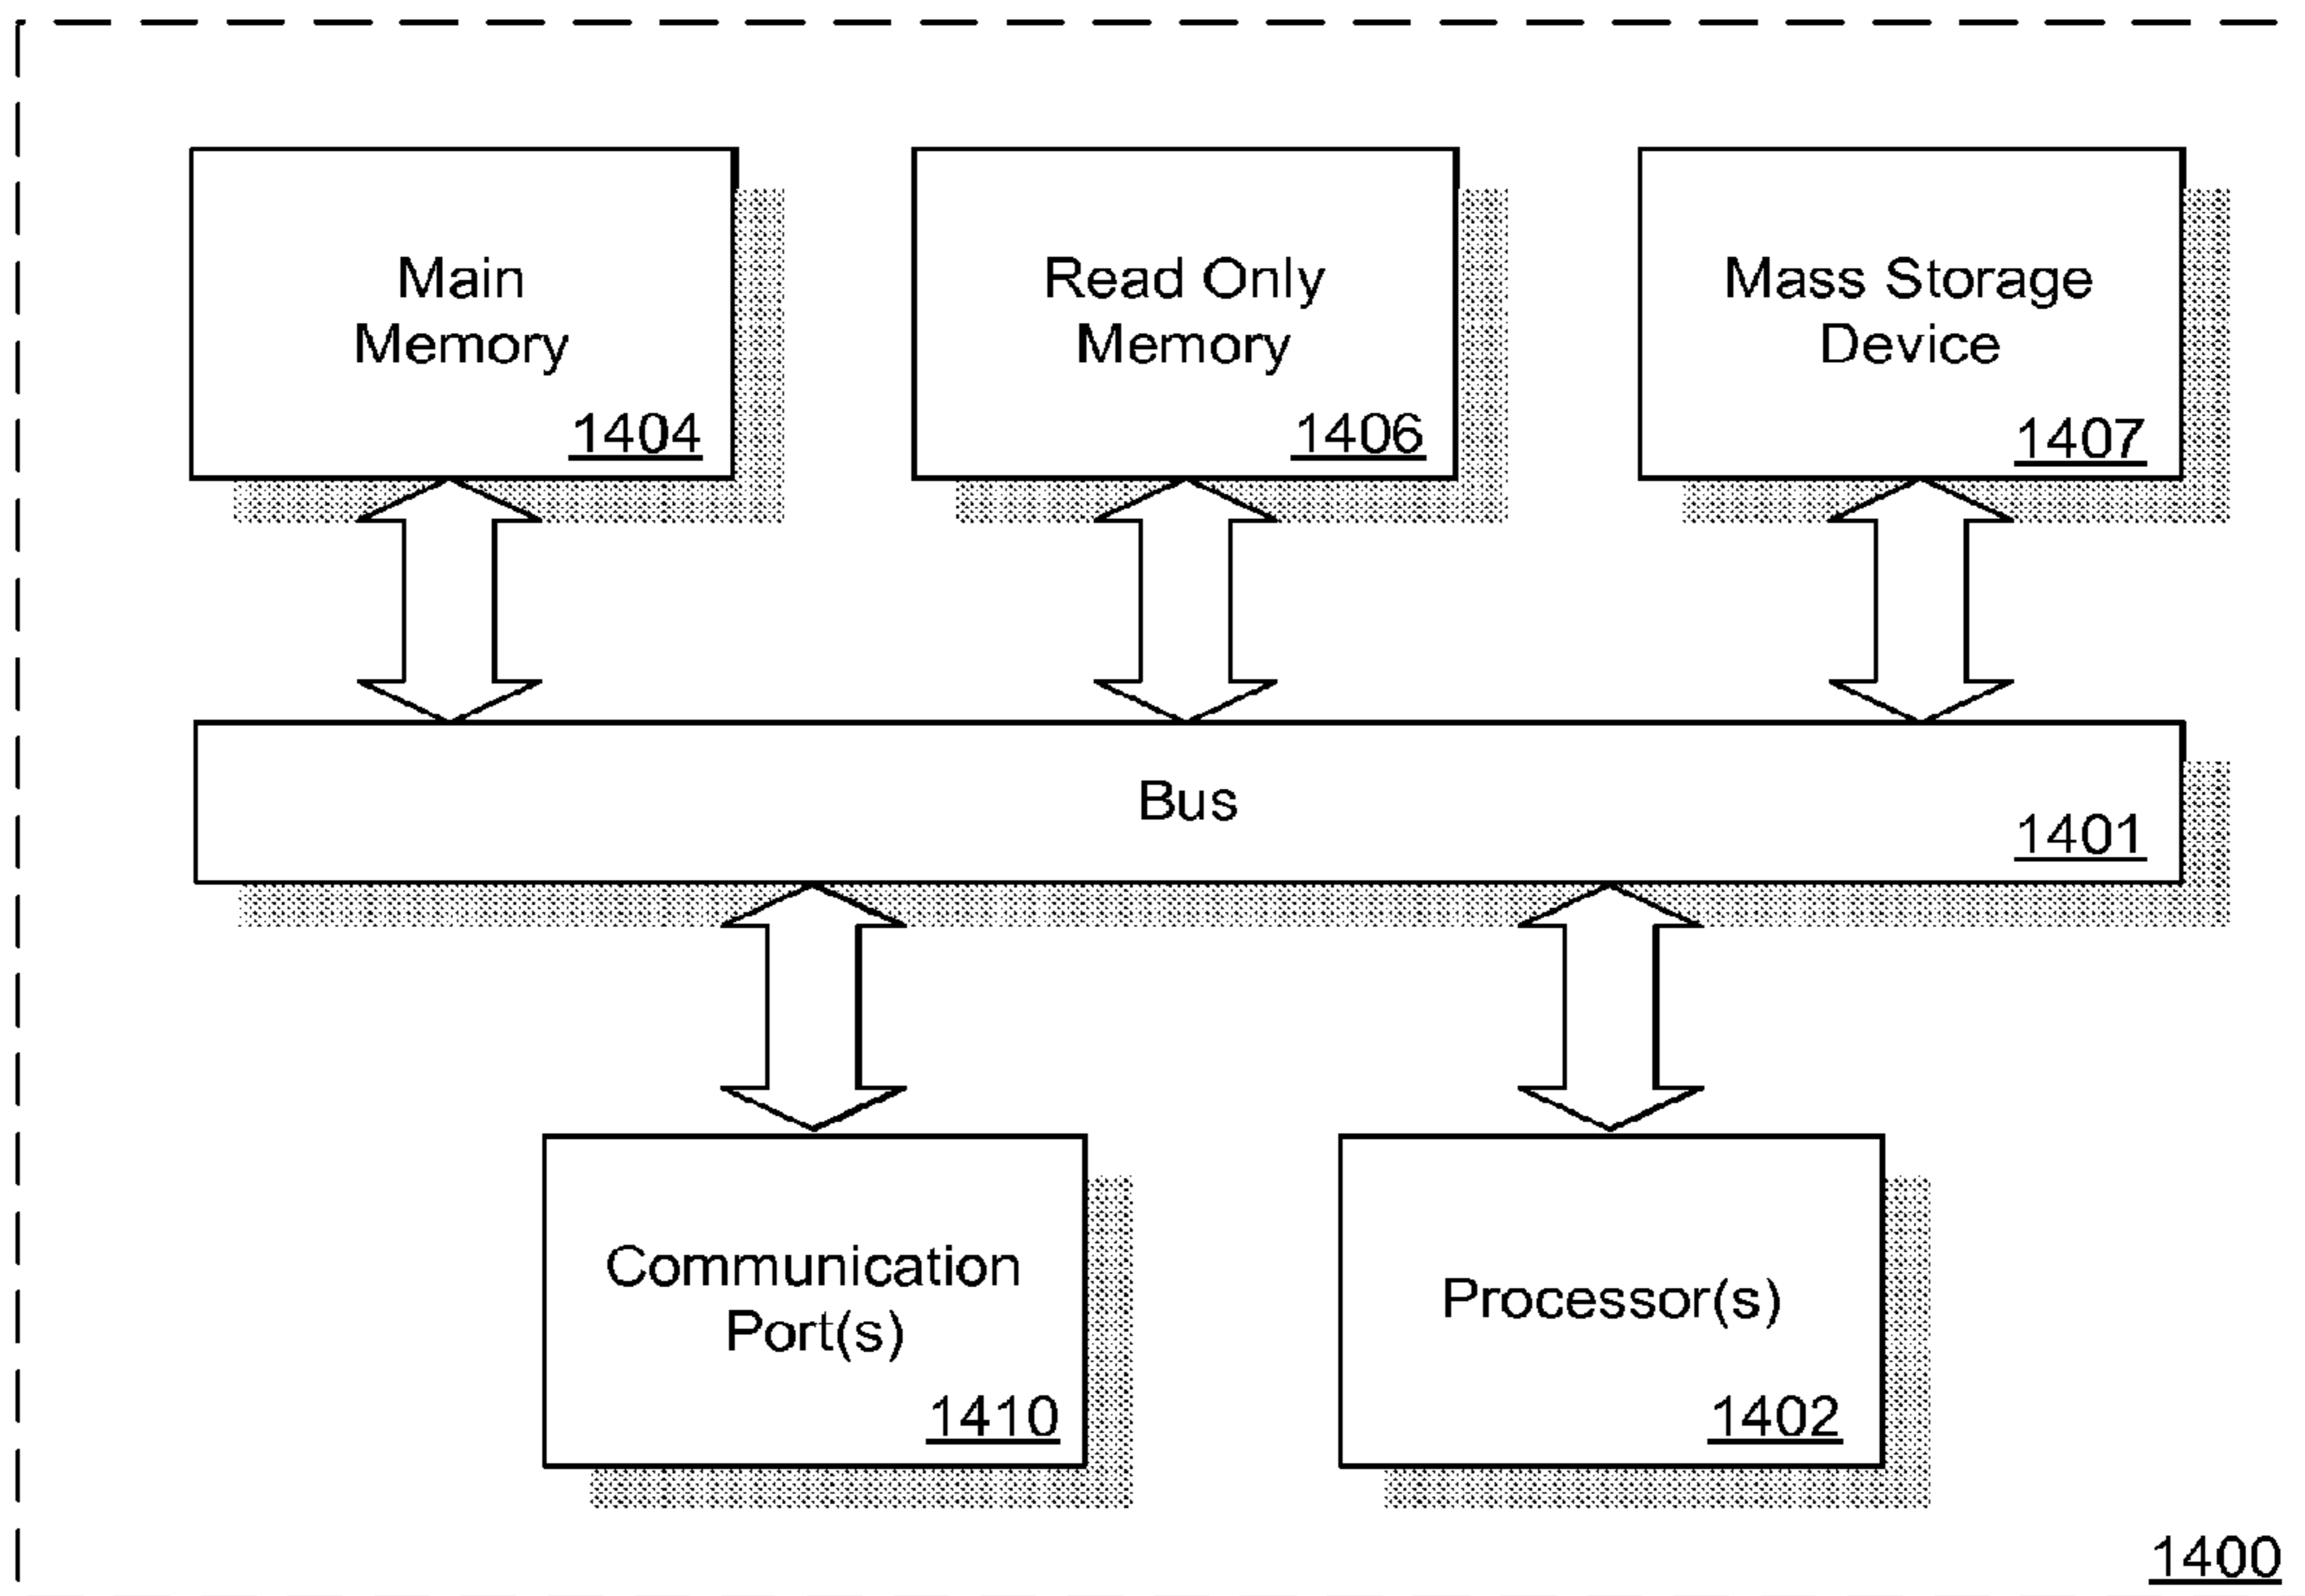 Main
Memory
1404
Read Only
Memory
1406
Mass Storage
Device
1407
Bus
1401
Communication
Port(s)
1410
Processor(s)
1402
1400